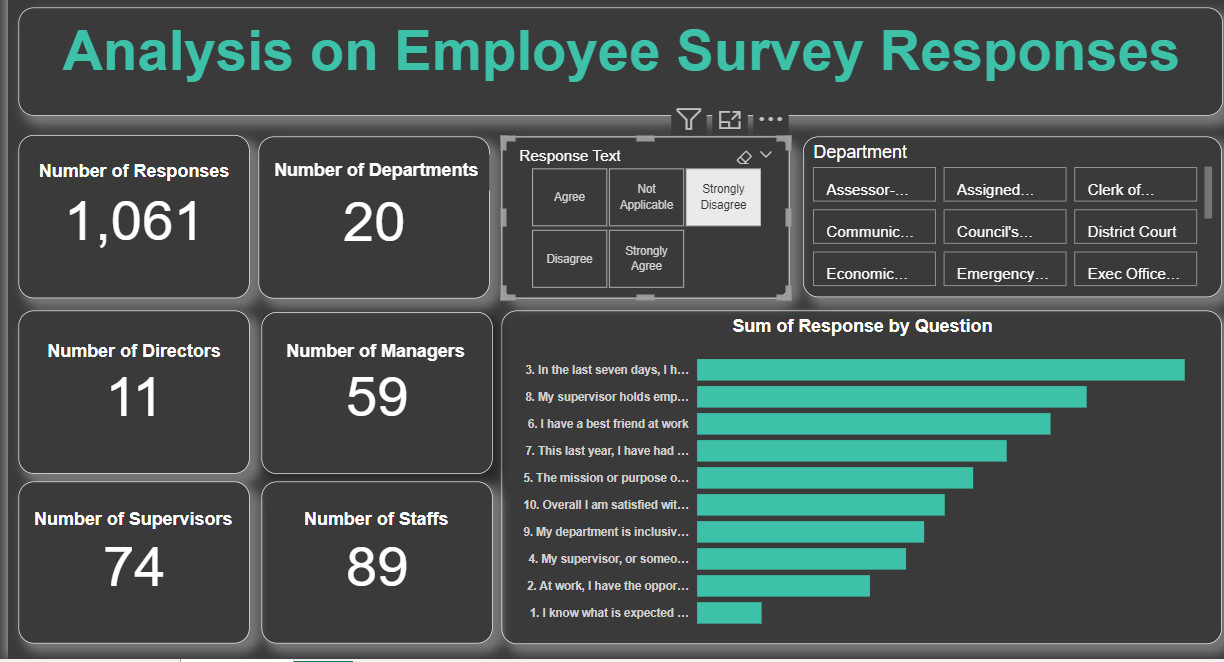 Analysis on Employee Survey Responses
Number of Responses
1,061
Number of Departments
20
Response Text
Agree
Not
Applicable
Strongly
Disagree
Disagree
Strongly
Agree
Department
Assessor-...
Assigned...
Clerk of...
Communic...
Council's...
District Court
Economic...
Emergency...
Exec Office...
Number of Directors
11
Number of Managers
59
Number of Supervisors
74
Number of Staffs
89
Sum of Response by Question
3. In the last seven days, I h...
8. My supervisor holds emp...
6. I have a best friend at work
7. This last year, I have had ...
5. The mission or purpose o...
10. Overall I am satisfied wit...
9. My department is inclusiv...
4. My supervisor, or someo...
2. At work, I have the oppor...
1. I know what is expected ...